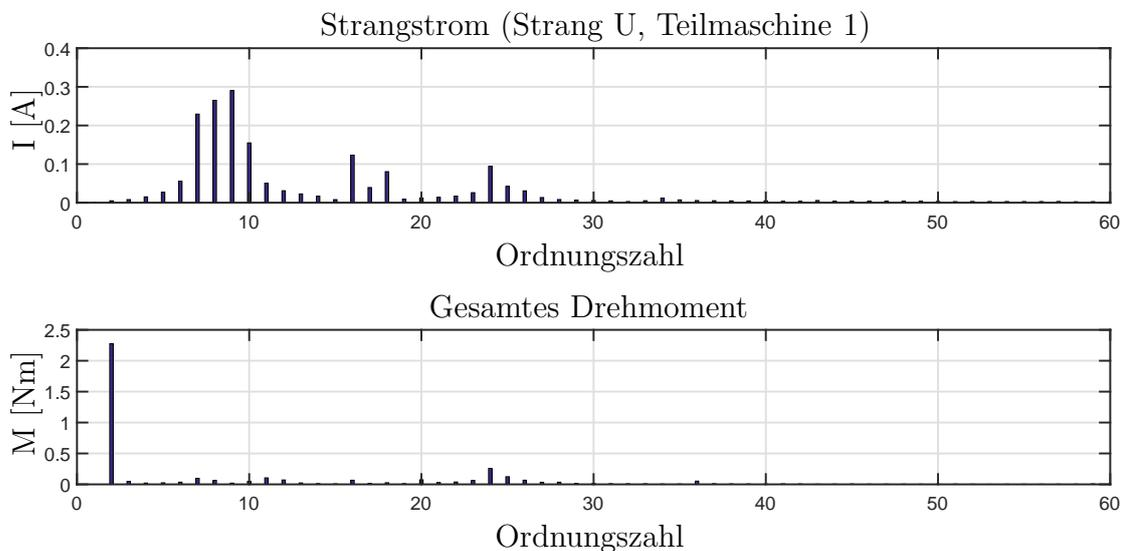 Strangstrom (Strang U, Teilmaschine 1)
0.4
0.3
0.2
0.1
0
I [A]
0 10 20 30 40 50 60
Ordnungszahl
Gesamtes Drehmoment
2.5
2
1.5
1
0.5
0
M [Nm]
0 10 20 30 40 50 60
Ordnungszahl